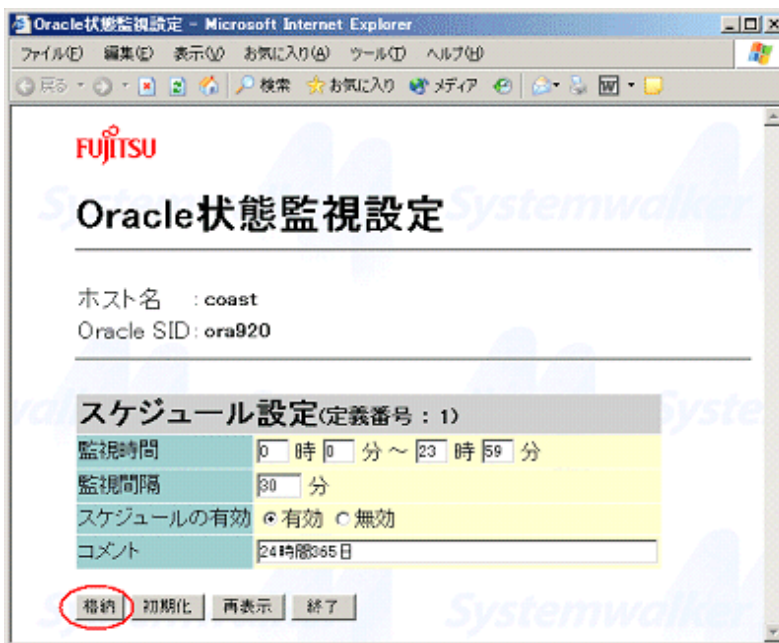 Oracle状態監視設定 - Microsoft Internet Explorer
ファイル(F) 編集(E) 表示(V) お気に入り(A) ツール(T) ヘルプ(H)
戻る 検索 お気に入り メディア
FUJITSU
Systemwalker Systemwalker
Oracle状態監視設定
ホスト名 : coast
Oracle SID : ora920
スケジュール設定(定義番号 : 1)
監視時間 0 時 0 分 ～ 23 時 59 分
監視間隔 30 分
スケジュールの有効 有効 無効
コメント 24時間365日
格納 初期化 再表示 終了
Systemwalker